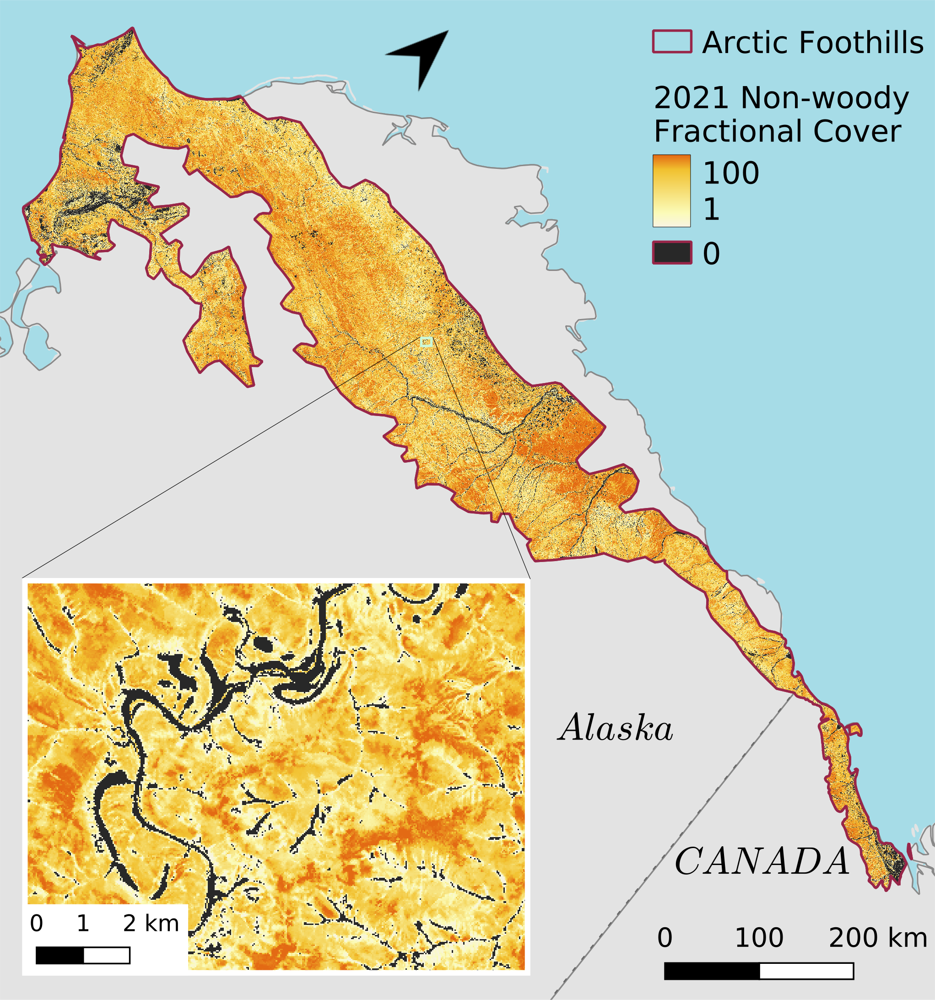 Arctic Foothills
2021 Non-woody
Fractional Cover
100
1
0
Alaska
CANADA
0 1 2 km
0 100 200 km